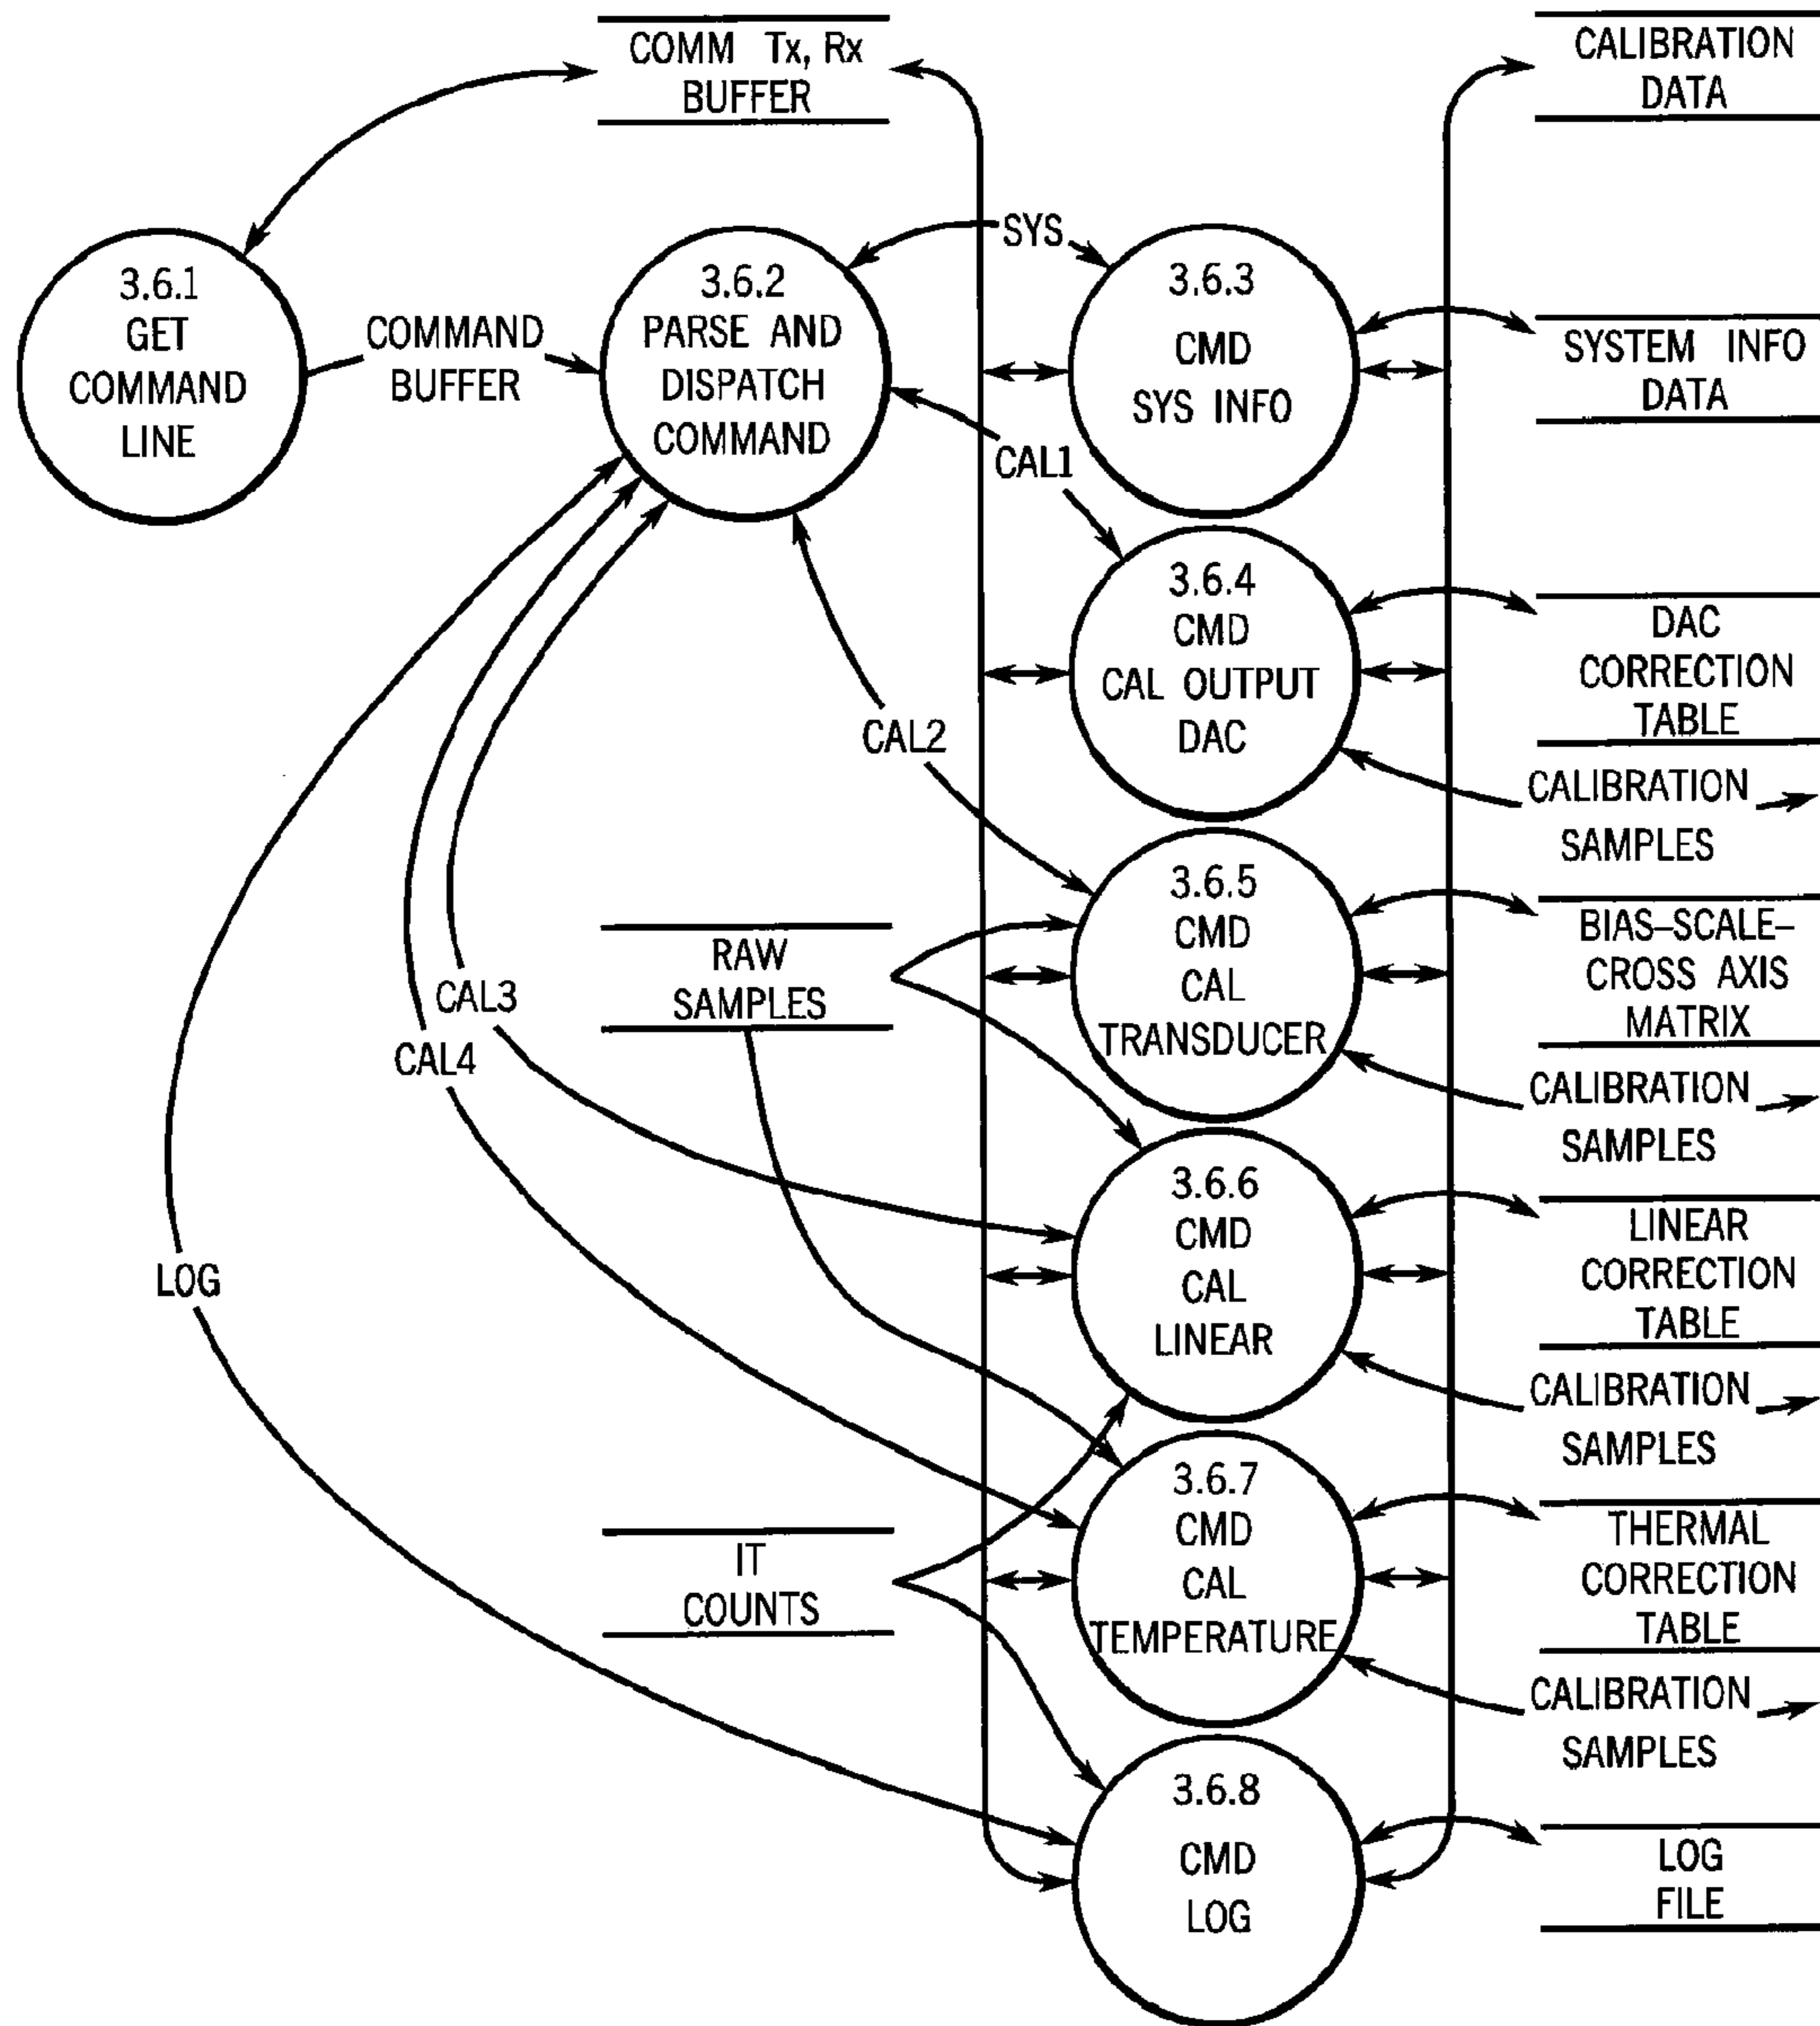 COMM Tx, Rx
BUFFER
CALIBRATION
DATA
SYS
3.6.1
GET
COMMAND
LINE
COMMAND
BUFFER
3.6.2
PARSE AND
DISPATCH
COMMAND
3.6.3
CMD
SYS INFO
SYSTEM INFO
DATA
CAL1
3.6.4
CMD
CAL OUTPUT
DAC
DAC
CORRECTION
TABLE
CAL2
CALIBRATION
SAMPLES
3.6.5
CMD
CAL
TRANSDUCER
BIAS–SCALE–
CROSS AXIS
MATRIX
RAW
SAMPLES
CAL3
CAL4
CALIBRATION
SAMPLES
3.6.6
CMD
CAL
LINEAR
LINEAR
CORRECTION
TABLE
LOG
CALIBRATION
SAMPLES
3.6.7
CMD
CAL
TEMPERATURE
THERMAL
CORRECTION
TABLE
IT
COUNTS
CALIBRATION
SAMPLES
3.6.8
CMD
LOG
LOG
FILE